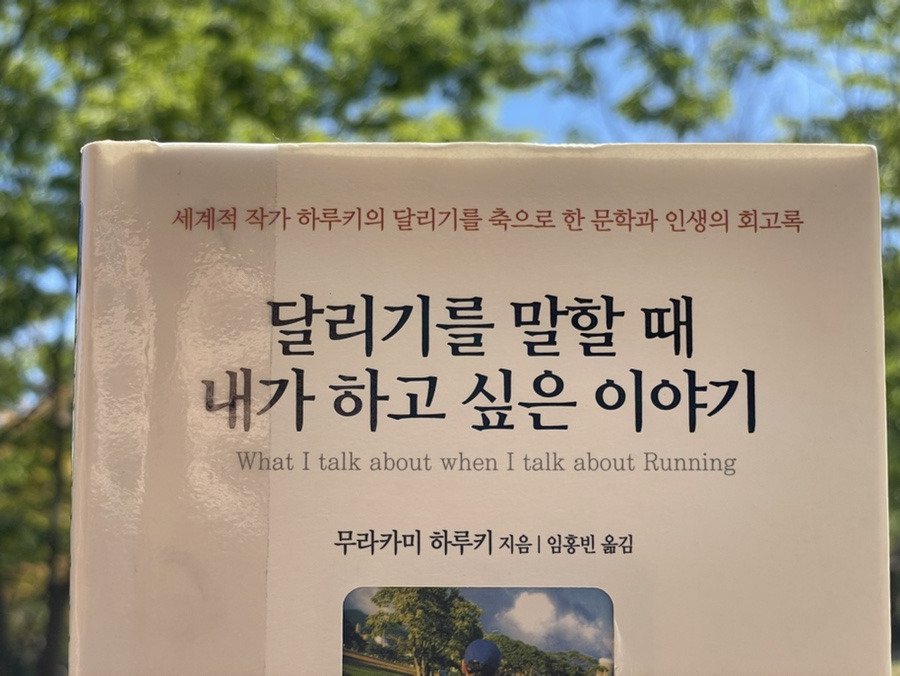 세계적 작가 하루키의 달리기를 축으로 한 문학과 인생의 회고록
달리기를 말할 때
내가 하고 싶은 이야기
What I talk about when I talk about Running
무라카미 하루키 지음 | 임홍빈 옮김